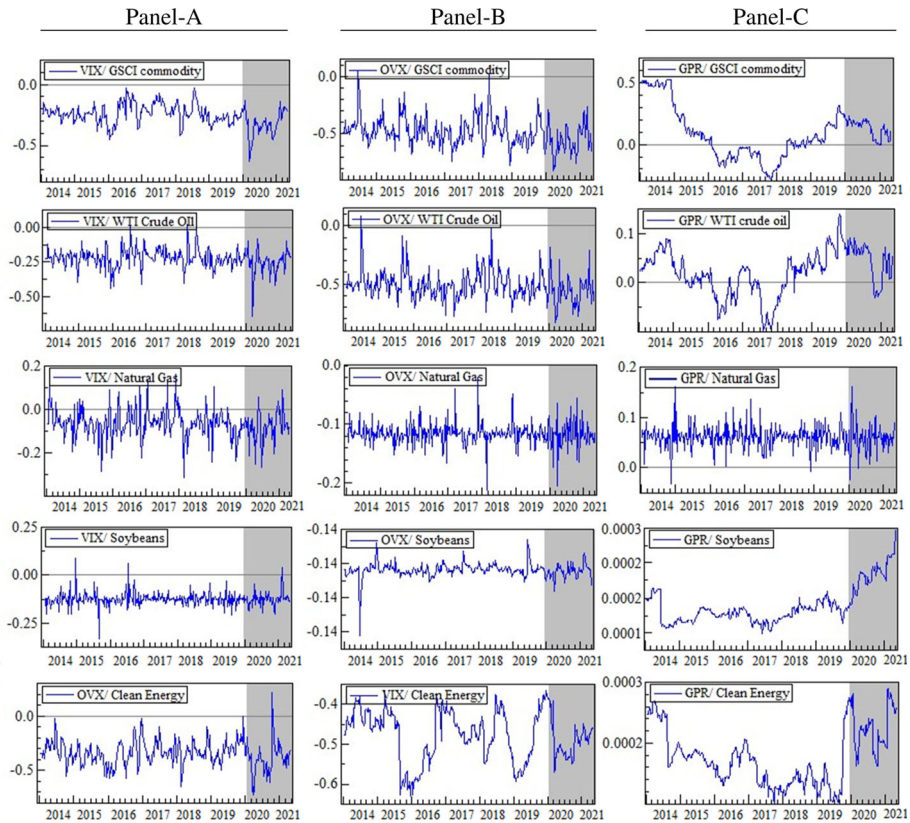 Panel-A Panel-B Panel-C
VIX/ GSCI commodity OVX/ GSCI commodity GPR/ GSCI commodity
0.0 0.0 0.5
-0.5 -0.5 0.0
2014 2015 2016 2017 2018 2019 2020 2021 2014 2015 2016 2017 2018 2019 2020 2021 2014 2015 2016 2017 2018 2019 2020 2021
VIX/ WTI Crude OIl OVX/ WTI Crude Oil GPR/ WTI crude oil
0.00 0.0 0.1
-0.25 -0.5 0.0
-0.50
2014 2015 2016 2017 2018 2019 2020 2021 2014 2015 2016 2017 2018 2019 2020 2021 2014 2015 2016 2017 2018 2019 2020 2021
0.2 0.0 0.2
VIX/ Natural Gas OVX/ Natural Gas GPR/ Natural Gas
0.0 -0.1 0.1
-0.2 -0.2 0.0
2014 2015 2016 2017 2018 2019 2020 2021 2014 2015 2016 2017 2018 2019 2020 2021 2014 2015 2016 2017 2018 2019 2020 2021
0.25 -0.14 0.0003
VIX/ Soybeans OVX/ Soybeans GPR/ Soybeans
0.00 -0.14 0.0002
-0.25 -0.14 0.0002
-0.14 0.0001
2014 2015 2016 2017 2018 2019 2020 2021 2014 2015 2016 2017 2018 2019 2020 2021 2014 2015 2016 2017 2018 2019 2020 2021
OVX/ Clean Energy VIX/ Clean Energy GPR/ Clean Energy
0.0 -0.4 0.0003
-0.5 -0.5 0.0002
-0.6
2014 2015 2016 2017 2018 2019 2020 2021 2014 2015 2016 2017 2018 2019 2020 2021 2014 2015 2016 2017 2018 2019 2020 2021